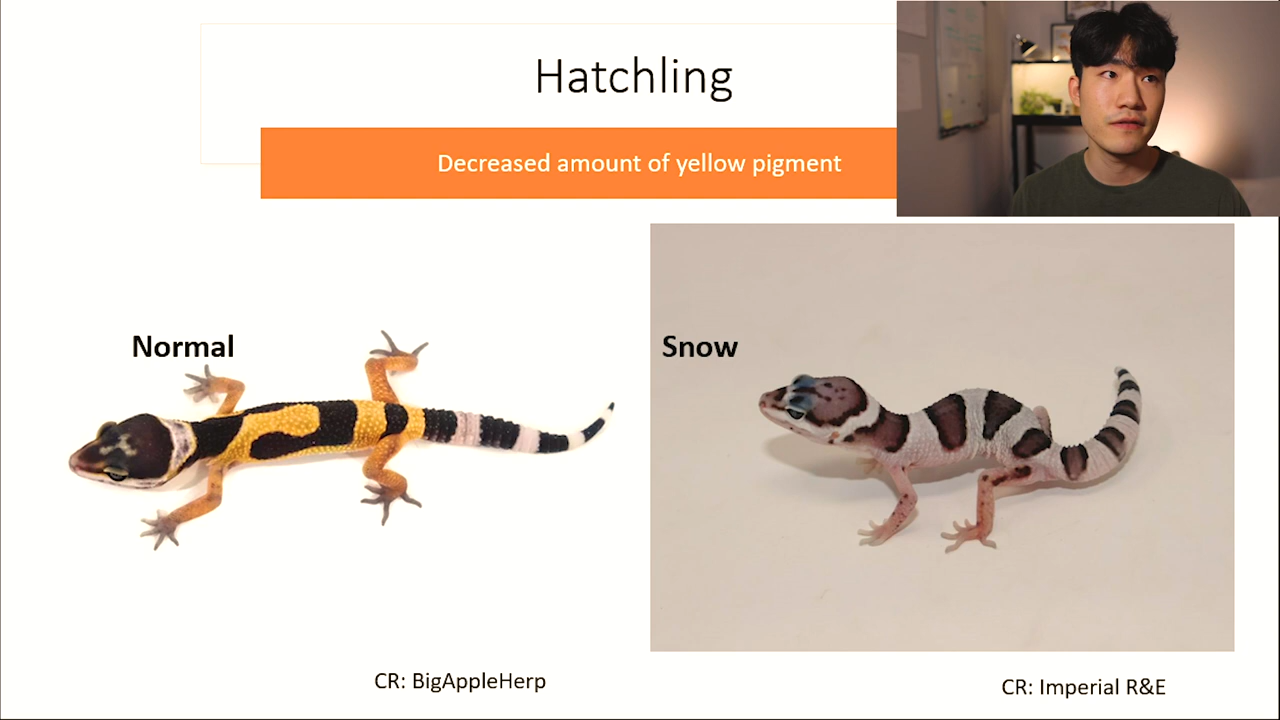 Hatchling
Decreased amount of yellow pigment
Normal
Snow
CR: BigAppleHerp
CR: Imperial R&E